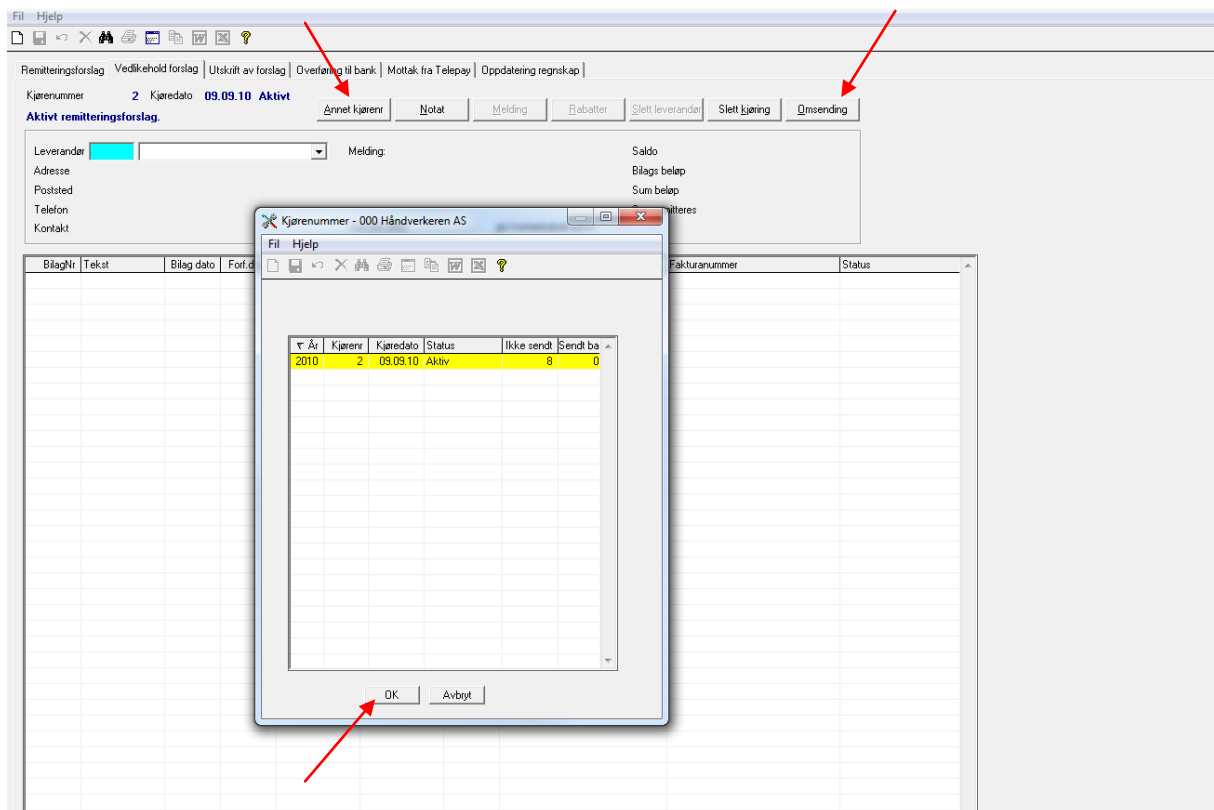 Fil Hjelp
Remitteringsforslag Vedlikehold forslag Utskrift av forslag Overføring til bank Mottak fra Telepay Oppdatering regnskap
Kjørenummer 2 Kjøredato 09.09.10 Aktivt
Annet kjørenr Notat Melding Rabatter Slett leverandør Slett kjøring Omsending
Aktivt remitteringsforslag.
Leverandør Melding: Saldo
Adresse Bilags beløp
Poststed Sum beløp
Telefon
Kontakt
BilagNr Tekst Bilag dato Forf.d Fakturanummer Status
Kjørenummer - 000 Håndverkeren AS
Fil Hjelp
År Kjørenr Kjøredato Status Ikke sendt Sendt ba
2010 2 09.09.10 Aktiv 8 0
OK Avbryt